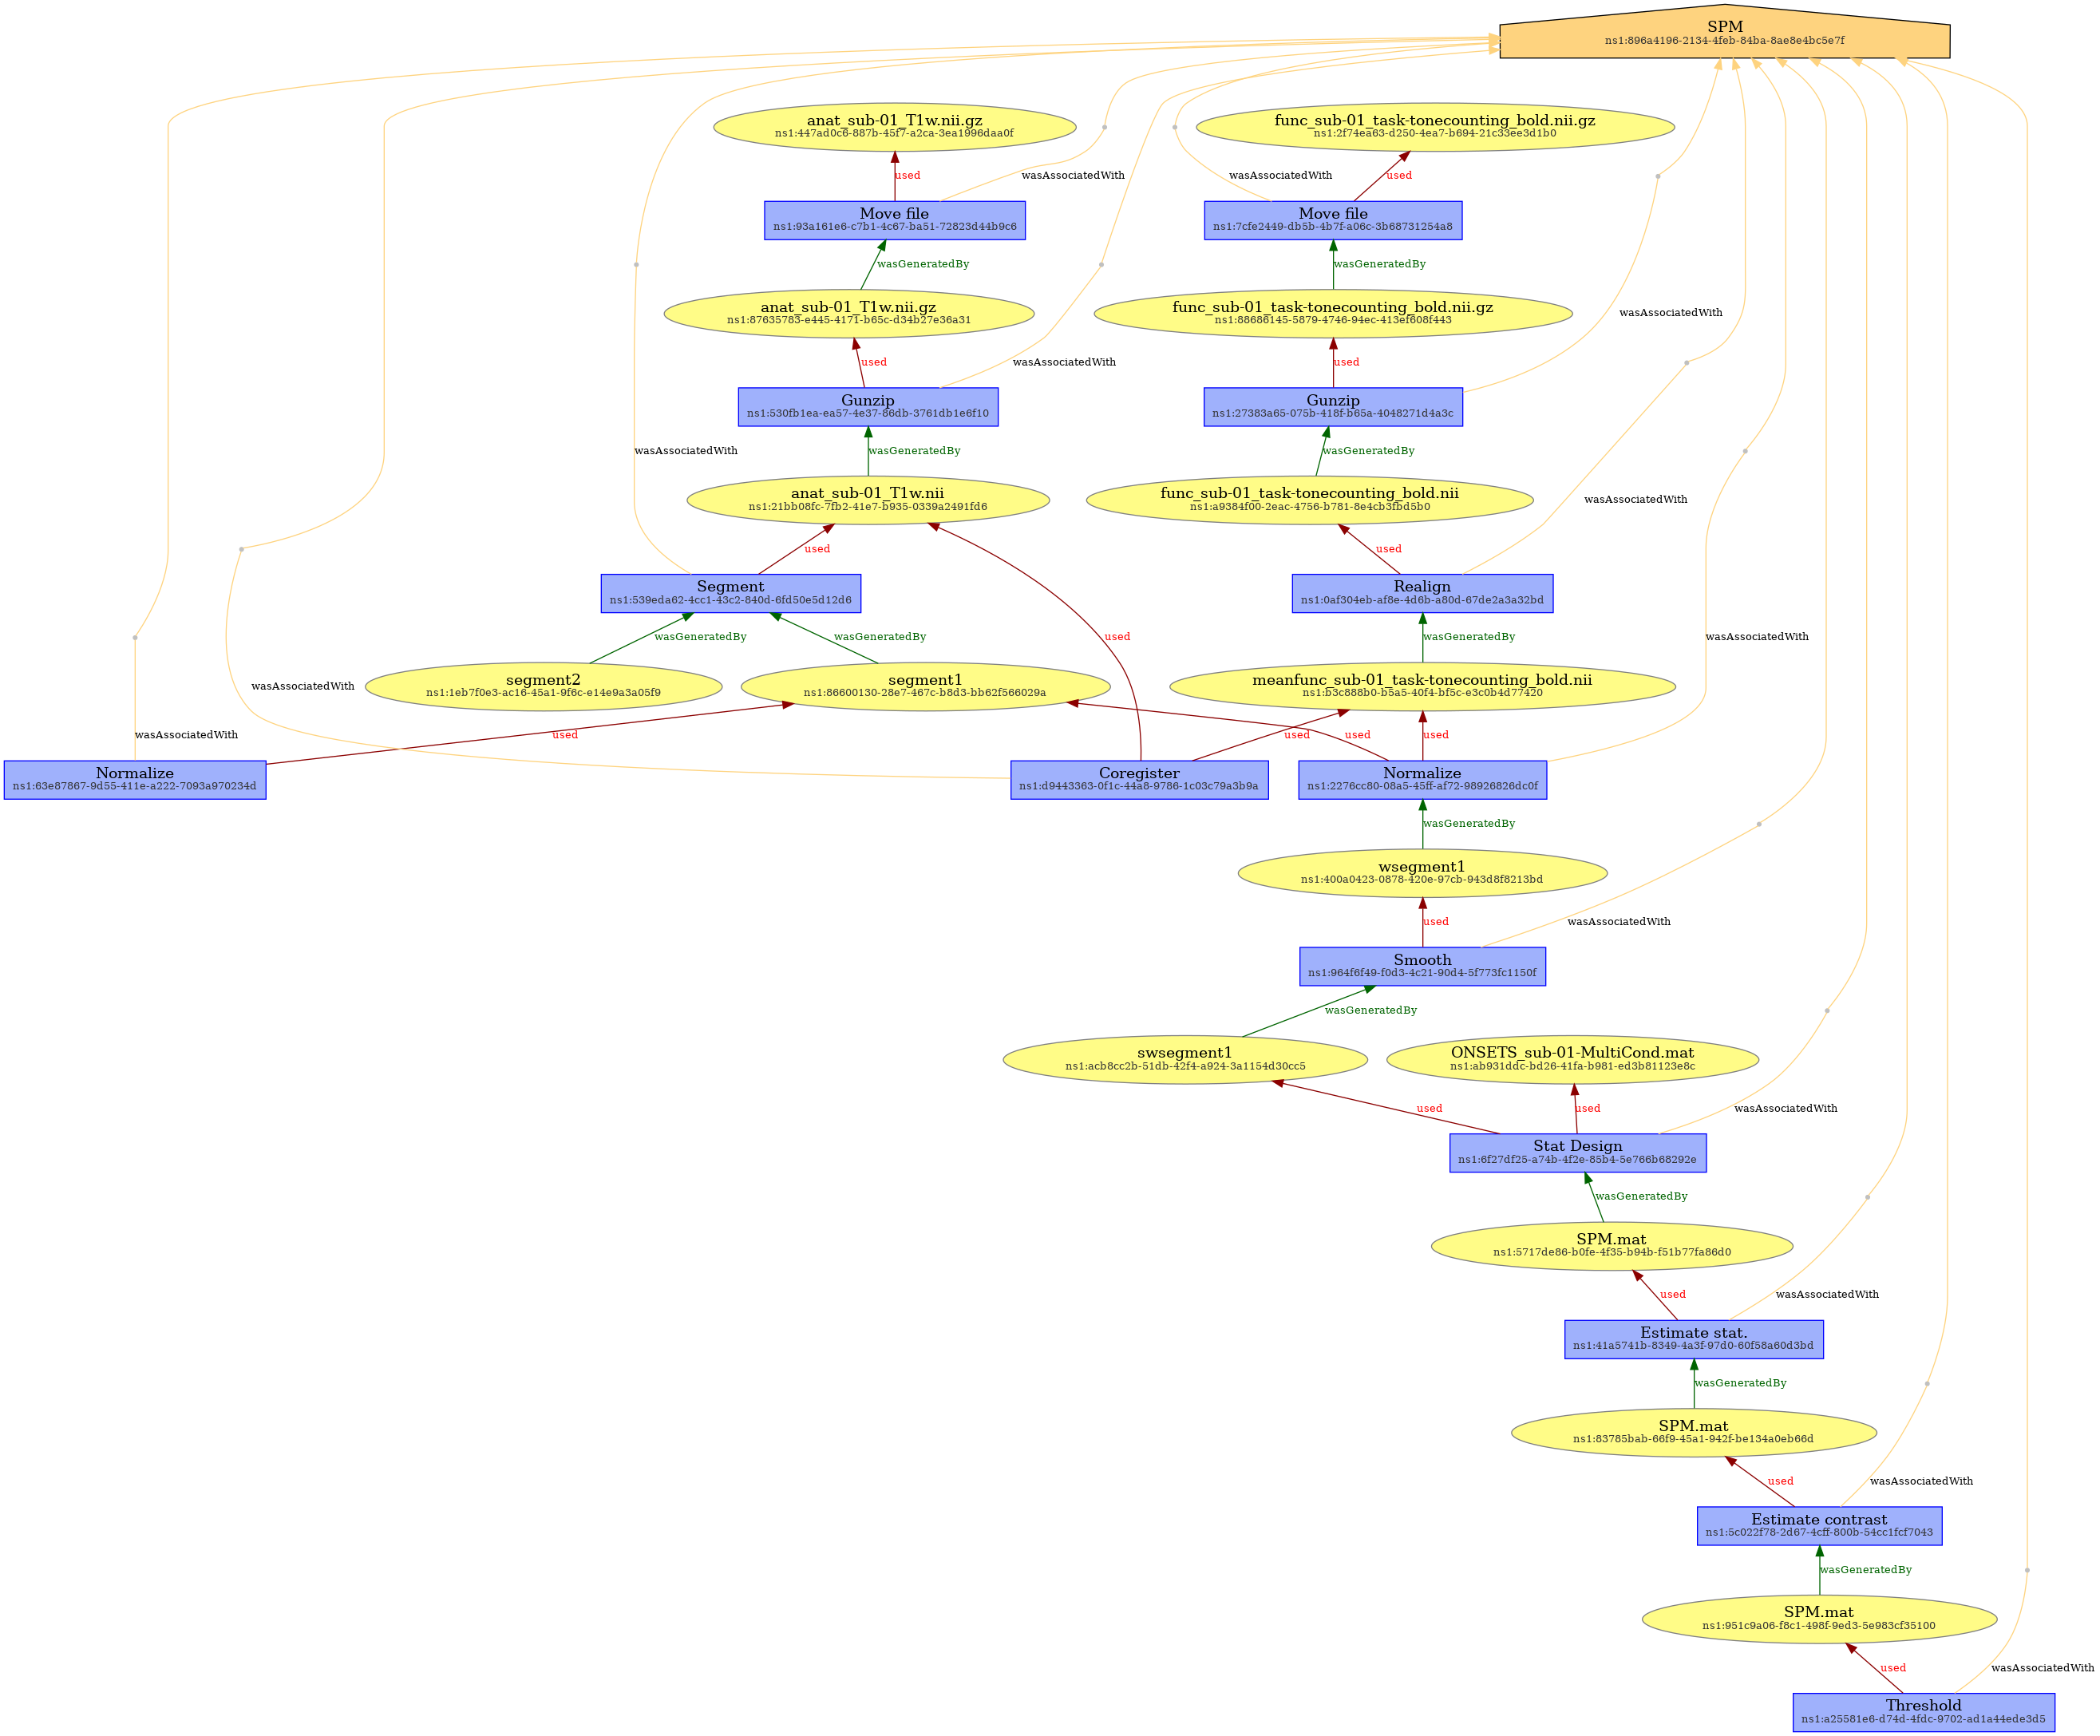 SPM
ns1:896a4196-2134-4feb-84ba-8ae8e4bc5e7f
anat_sub-01_T1w.nii.gz
ns1:447ad0c6-887b-45f7-a2ca-3ea1996daa0f
func_sub-01_task-tonecounting_bold.nii.gz
ns1:2f74ea63-d250-4ea7-b694-21c33ee3d1b0
used
wasAssociatedWith
wasAssociatedWith
used
Move file
ns1:93a161e6-c7b1-4c67-ba51-72823d44b9c6
Move file
ns1:7cfe2449-db5b-4b7f-a06c-3b68731254a8
wasGeneratedBy
wasGeneratedBy
anat_sub-01_T1w.nii.gz
ns1:87635783-e445-4171-b65c-d34b27e36a31
func_sub-01_task-tonecounting_bold.nii.gz
ns1:88686145-5879-4746-94ec-413ef608f443
wasAssociatedWith
used
wasAssociatedWith
used
Gunzip
ns1:530fb1ea-ea57-4e37-86db-3761db1e6f10
Gunzip
ns1:27383a65-075b-418f-b65a-4048271d4a3c
wasAssociatedWith
wasGeneratedBy
wasGeneratedBy
anat_sub-01_T1w.nii
ns1:21bb08fc-7fb2-41e7-b935-0339a2491fd6
func_sub-01_task-tonecounting_bold.nii
ns1:a9384f00-2eac-4756-b781-8e4cb3fbd5b0
wasAssociatedWith
used
used
Segment
ns1:539eda62-4cc1-43c2-840d-6fd50e5d12d6
Realign
ns1:0af304eb-af8e-4d6b-a80d-67de2a3a32bd
wasGeneratedBy
wasGeneratedBy
used
wasGeneratedBy
wasAssociatedWith
segment2
ns1:1eb7f0e3-ac16-45a1-9f6c-e14e9a3a05f9
segment1
ns1:86600130-28e7-467c-b8d3-bb62f566029a
meanfunc_sub-01_task-tonecounting_bold.nii
ns1:b3c888b0-b5a5-40f4-bf5c-e3c0b4d77420
wasAssociatedWith
wasAssociatedWith
used
used
used
used
Normalize
ns1:63e87867-9d55-411e-a222-7093a970234d
Coregister
ns1:d9443363-0f1c-44a8-9786-1c03c79a3b9a
Normalize
ns1:2276cc80-08a5-45ff-af72-98926826dc0f
wasGeneratedBy
wsegment1
ns1:400a0423-0878-420e-97cb-943d8f8213bd
used
wasAssociatedWith
Smooth
ns1:964f6f49-f0d3-4c21-90d4-5f773fc1150f
wasGeneratedBy
swsegment1
ns1:acb8cc2b-51db-42f4-a924-3a1154d30cc5
ONSETS_sub-01-MultiCond.mat
ns1:ab931ddc-bd26-41fa-b981-ed3b81123e8c
used
used
wasAssociatedWith
Stat Design
ns1:6f27df25-a74b-4f2e-85b4-5e766b68292e
wasGeneratedBy
SPM.mat
ns1:5717de86-b0fe-4f35-b94b-f51b77fa86d0
used
wasAssociatedWith
Estimate stat.
ns1:41a5741b-8349-4a3f-97d0-60f58a60d3bd
wasGeneratedBy
SPM.mat
ns1:83785bab-66f9-45a1-942f-be134a0eb66d
used
wasAssociatedWith
Estimate contrast
ns1:5c022f78-2d67-4cff-800b-54cc1fcf7043
wasGeneratedBy
SPM.mat
ns1:951c9a06-f8c1-498f-9ed3-5e983cf35100
used
wasAssociatedWith
Threshold
ns1:a25581e6-d74d-4fdc-9702-ad1a44ede3d5